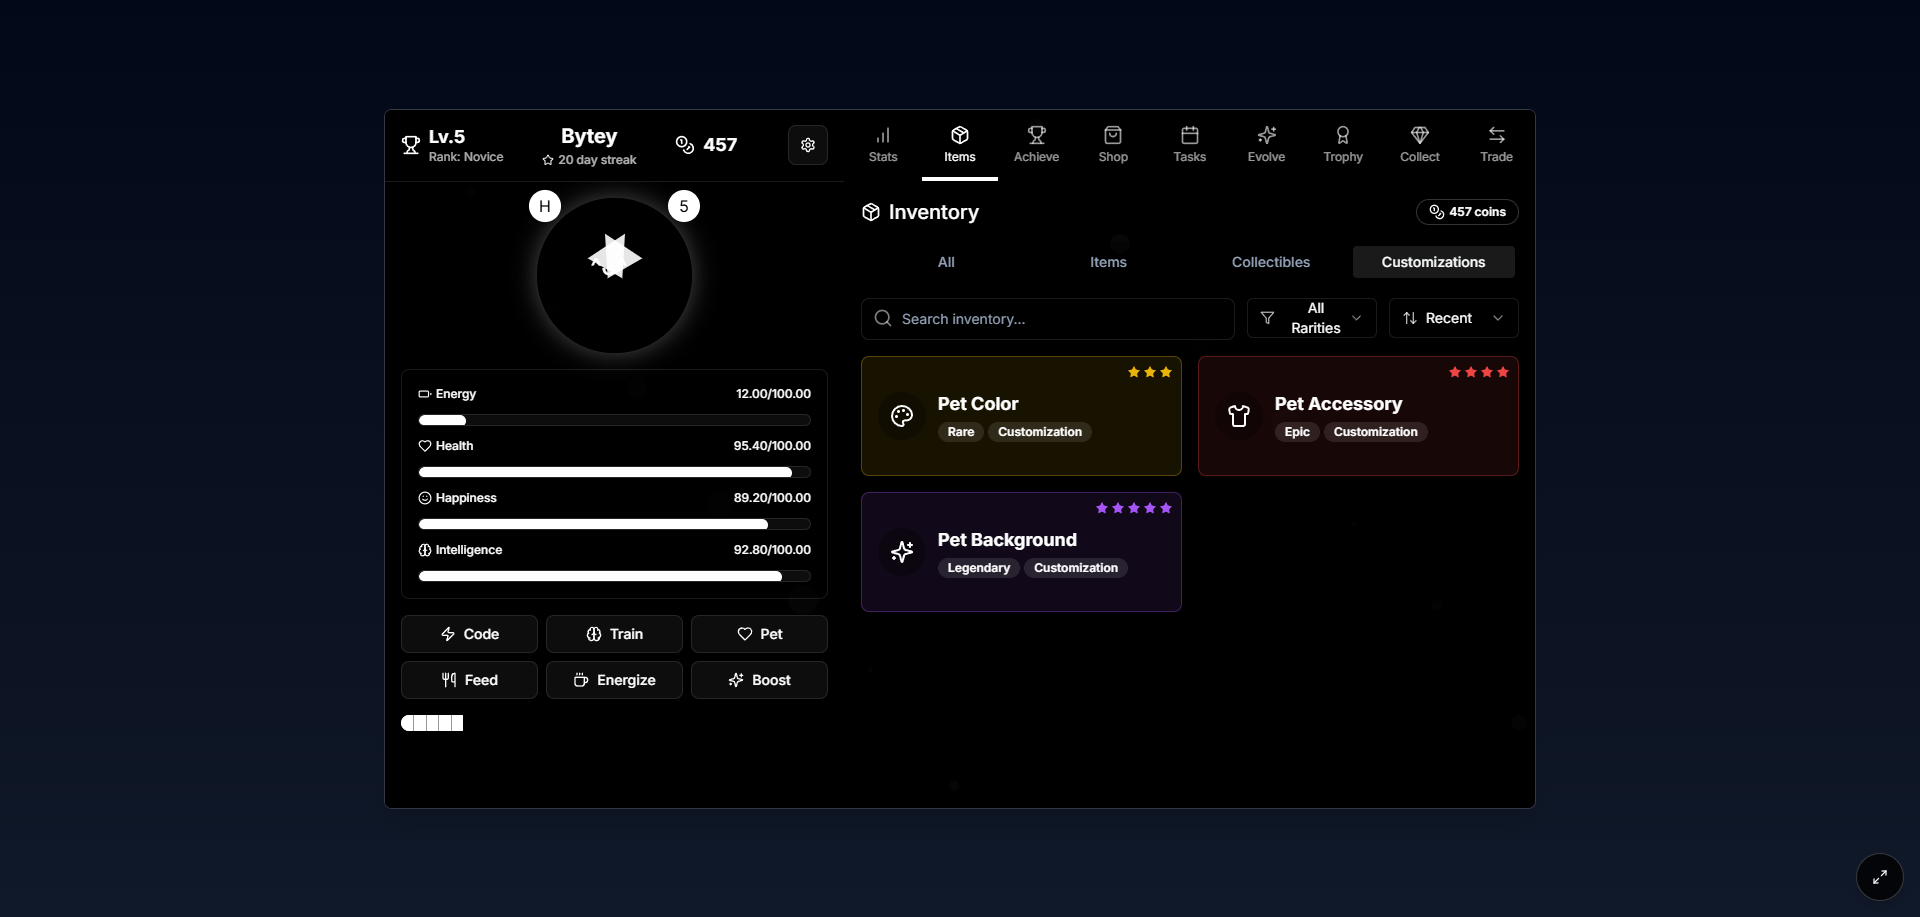 Lv.5
Rank: Novice
Bytey
20 day streak
457
Stats
Items
Achieve
Shop
Tasks
Evolve
Trophy
Collect
Trade
H
5
Energy 12.00/100.00
Health 95.40/100.00
Happiness 89.20/100.00
Intelligence 92.80/100.00
Code
Train
Pet
Feed
Energize
Boost
Inventory
457 coins
All
Items
Collectibles
Customizations
Search inventory...
All
Rarities
Recent
Pet Color
Rare Customization
Pet Accessory
Epic Customization
Pet Background
Legendary Customization